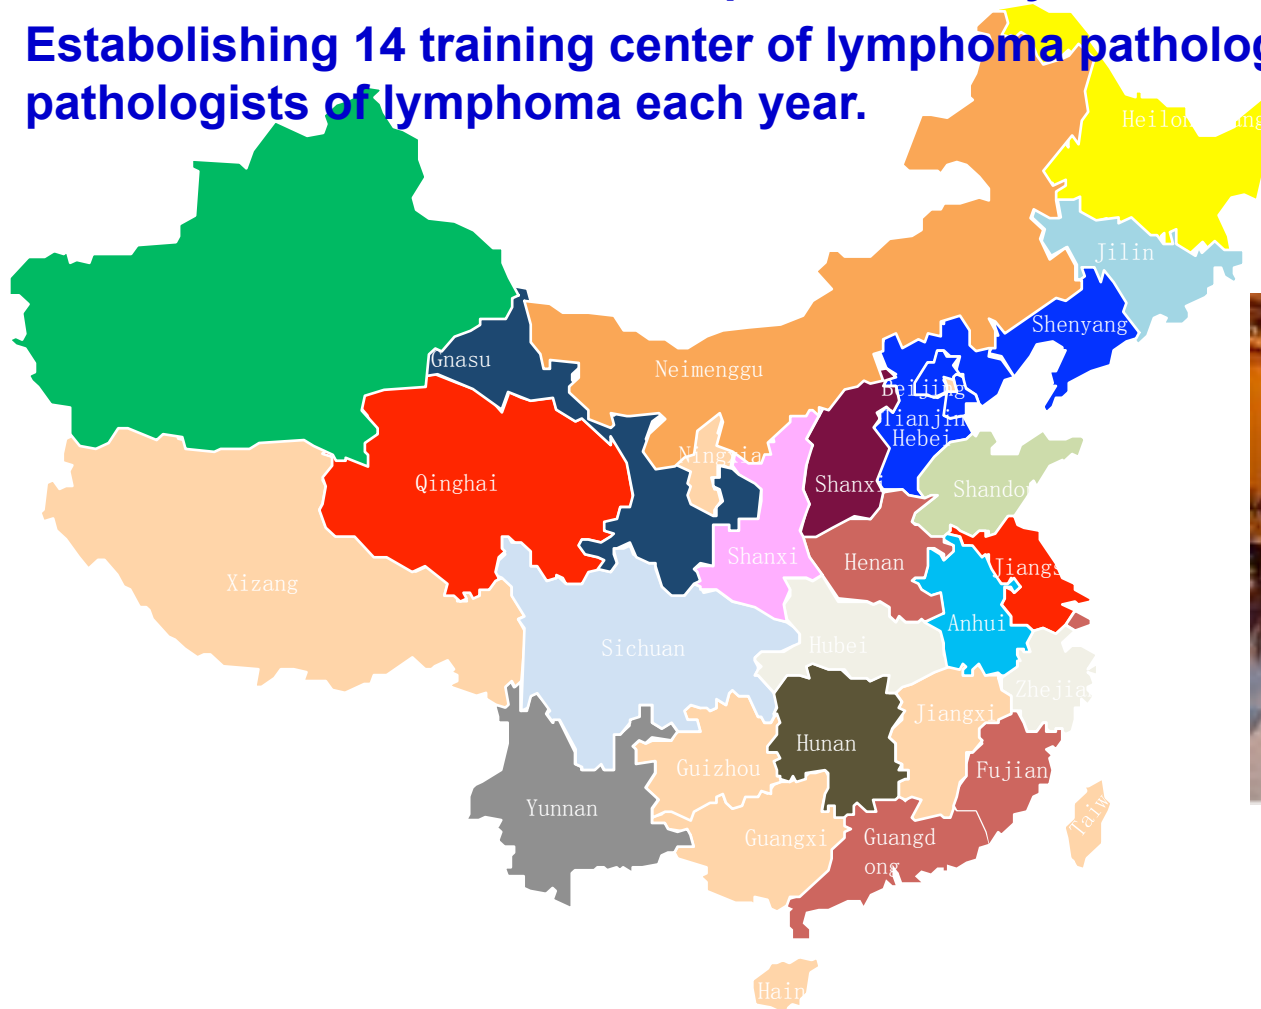 Estabolishing 14 training center of lymphoma patholog
pathologists of lymphoma each year.
Jilin
Shenyang
Gnasu
Neimenggu
Beijing
Tianjin
Hebei
Ningxia
Qinghai
Shanxi
Shando
Shanxi
Henan
Jiangs
Xizang
Anhui
Sichuan
Hubei
Zhejia
Jiangxi
Hunan
Guizhou
Fujian
Yunnan
Guangxi
Guangd
ong
Taiw
Hain